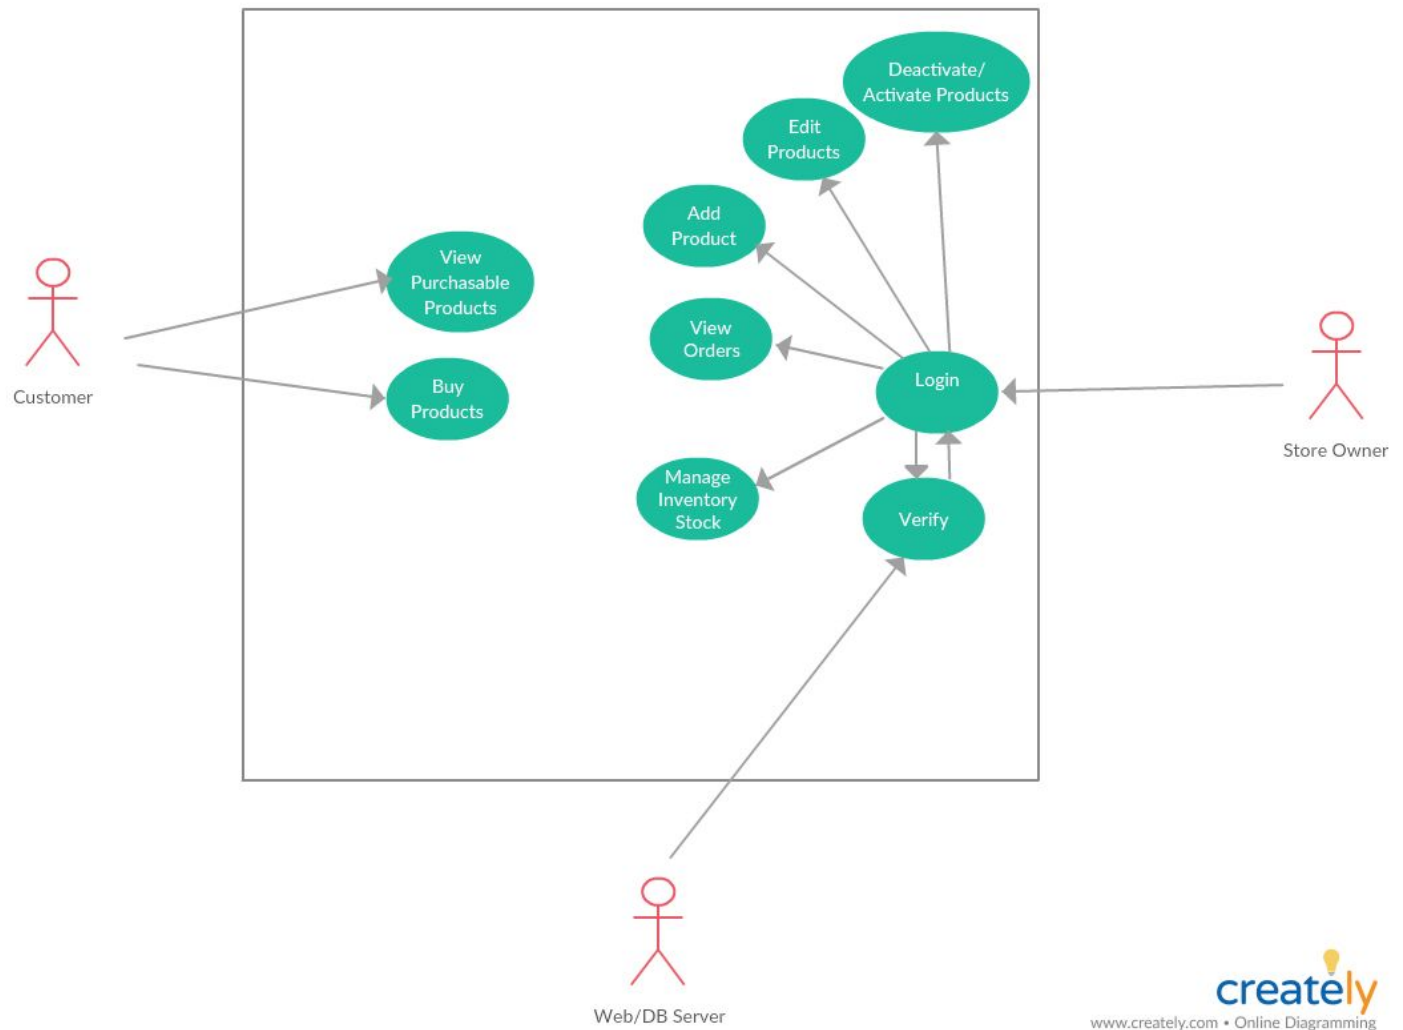 Deactivate/
Activate Products
Edit
Products
Add
Product
View
Purchasable
Products
View
Orders
Login
Buy
Products
Customer
Store Owner
Manage
Inventory
Stock
Verify
Web/DB Server
creately
www.creately.com • Online Diagramming